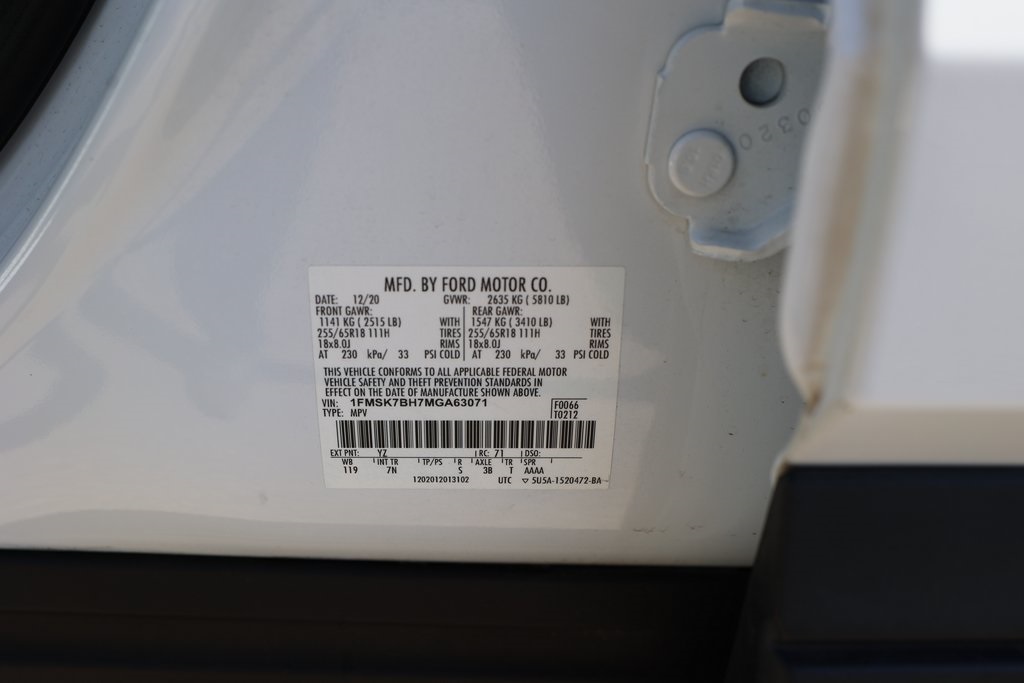 0320
MFD. BY FORD MOTOR CO.
DATE: 12/20 GVWR: 2635 KG ( 5810 LB)
FRONT GAWR: REAR GAWR:
1141 KG ( 2515 LB) WITH 1547 KG ( 3410 LB) WITH
255/65R18 111H TIRES 255/65R18 111H TIRES
18x8.0J RIMS 18x8.0J RIMS
AT 230 kPa/ 33 PSI COLD AT 230 kPa/ 33 PSI COLD
THIS VEHICLE CONFORMS TO ALL APPLICABLE FEDERAL MOTOR
VEHICLE SAFETY AND THEFT PREVENTION STANDARDS IN
EFFECT ON THE DATE OF MANUFACTURE SHOWN ABOVE.
VIN: 1FMSK7BH7MGA63071 F0066
TYPE: MPV T0212
EXT PNT: YZ RC: 71 DSO:
WB INT TR TP/PS R AXLE TR SPR
119 7N S 3B T AAAA
1202012013102 UTC ▽ 5U5A-1520472-BA